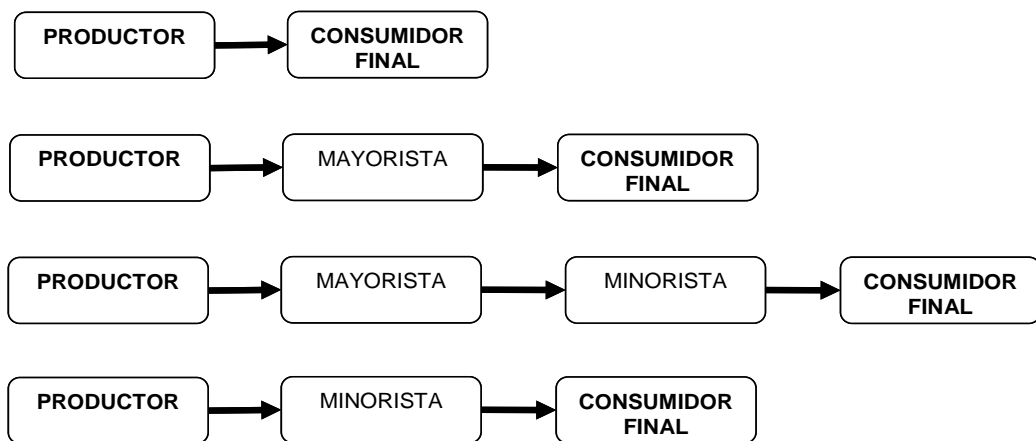 PRODUCTOR
CONSUMIDOR
FINAL
PRODUCTOR
MAYORISTA
CONSUMIDOR
FINAL
PRODUCTOR
MAYORISTA
MINORISTA
CONSUMIDOR
FINAL
PRODUCTOR
MINORISTA
CONSUMIDOR
FINAL